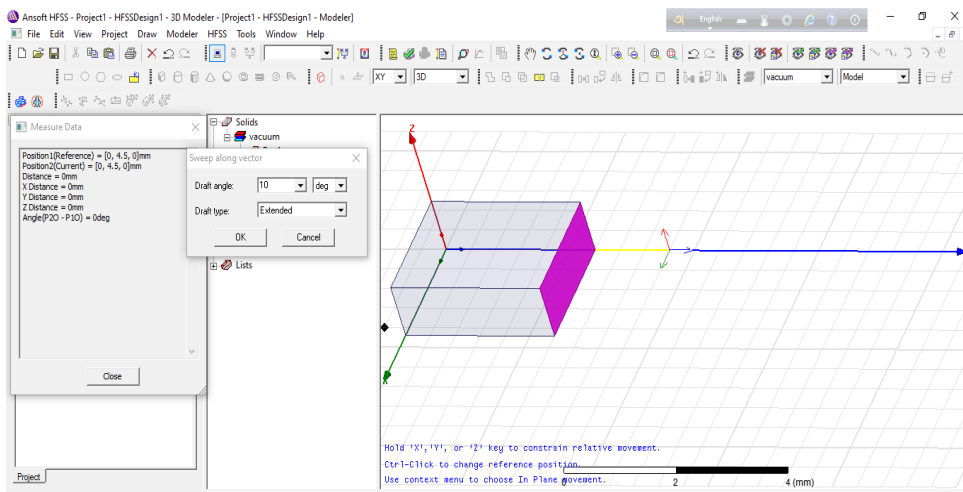 Ansoft HFSS - Project1 - HFSSDesign1 - 3D Modeler - [Project1 - HFSSDesign1 - Modeler]
English
File Edit View Project Draw Modeler HFSS Tools Window Help
XY
3D
vacuum
Model
Measure Data
Position1(Reference) = [0, 4.5, 0]mm
Position2(Current) = [0, 4.5, 0]mm
Distance = 0mm
X Distance = 0mm
Y Distance = 0mm
Z Distance = 0mm
Angle(P2O - P1O) = 0deg
Close
Project
Solids
vacuum
Sweep along vector
Draft angle: 10 deg
Draft type: Extended
OK Cancel
Lists
Z
Hold 'X','Y', or 'Z' key to constrain relative movement.
Ctrl-Click to change reference position.
Use context menu to choose In Plane movement.
0 2 4 (mm)